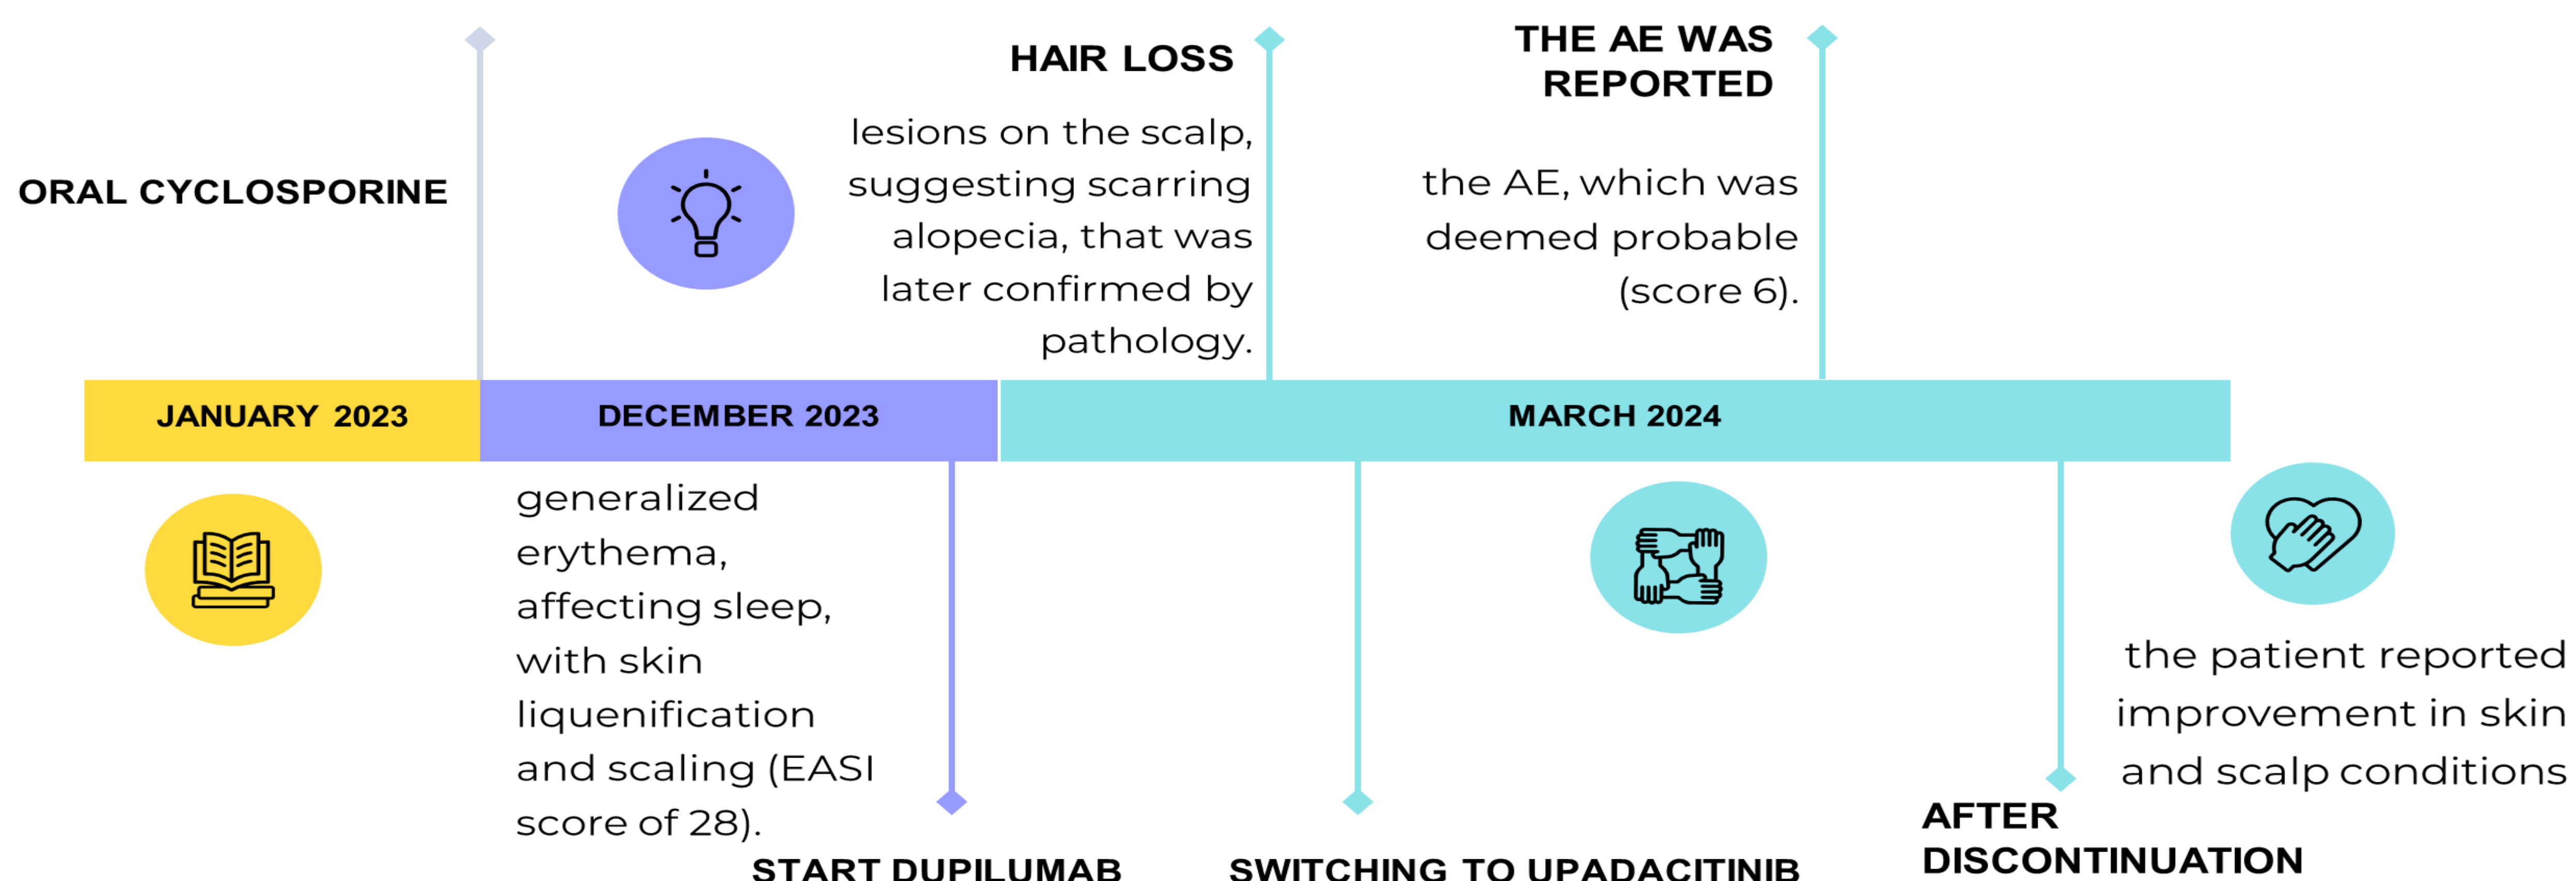 ORAL CYCLOSPORINE
HAIR LOSS
lesions on the scalp,
suggesting scarring
alopecia, that was
later confirmed by
pathology.
THE AE WAS
REPORTED
the AE, which was
deemed probable
(score 6).
JANUARY 2023
DECEMBER 2023
MARCH 2024
generalized
erythema,
affecting sleep,
with skin
liquenification
and scaling (EASI
score of 28).
START DUPILUMAB
SWITCHING TO UPADACITINIB
AFTER
DISCONTINUATION
the patient reported
improvement in skin
and scalp conditions